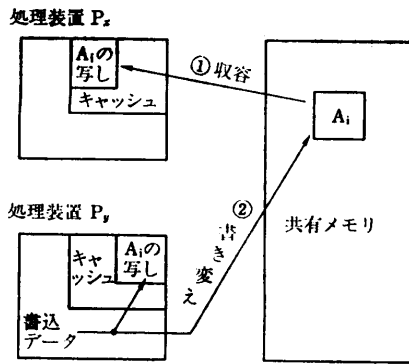 処理装置 Px
Aiの
写し
キャッシュ
①収容
Ai
共有メモリ
処理装置 Py
キャ
ッシュ
Aiの
写し
書込
データ
②
書き変え